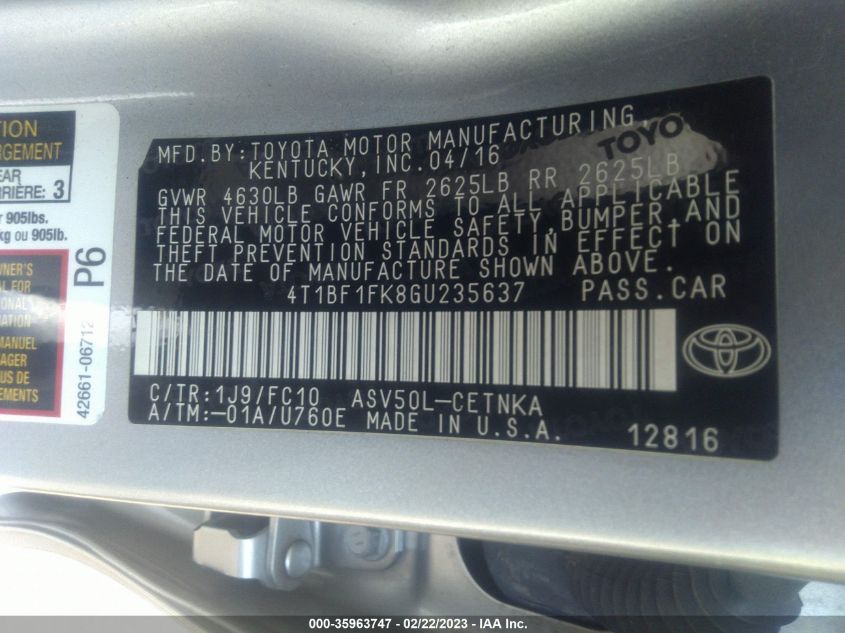 MFD.BY:TOYOTA MOTOR MANUFACTURING,
KENTUCKY, INC. 04/16
TOYO
GVWR 4630LB GAWR FR 2625LB RR 2625LB
THIS VEHICLE CONFORMS TO ALL APPLICABLE
FEDERAL MOTOR VEHICLE SAFETY, BUMPER, AND
THEFT PREVENTION STANDARDS IN EFFECT ON
THE DATE OF MANUFACTURE SHOWN ABOVE.
4T1BF1FK8GU235637 PASS.CAR
C/TR:1J9/FC10 ASV50L-CETNKA
A/TM:-01A/U760E MADE IN U.S.A.
12816
TION
RGEMENT
EAR
RRIÈRE: 3
r 905lbs.
kg ou 905lb.
P6
WNER'S
AL FOR
ONAL
MATION
MANUEL
AGER
US DE
TIONS
42661-06712
000-35963747 - 02/22/2023 - IAA Inc.